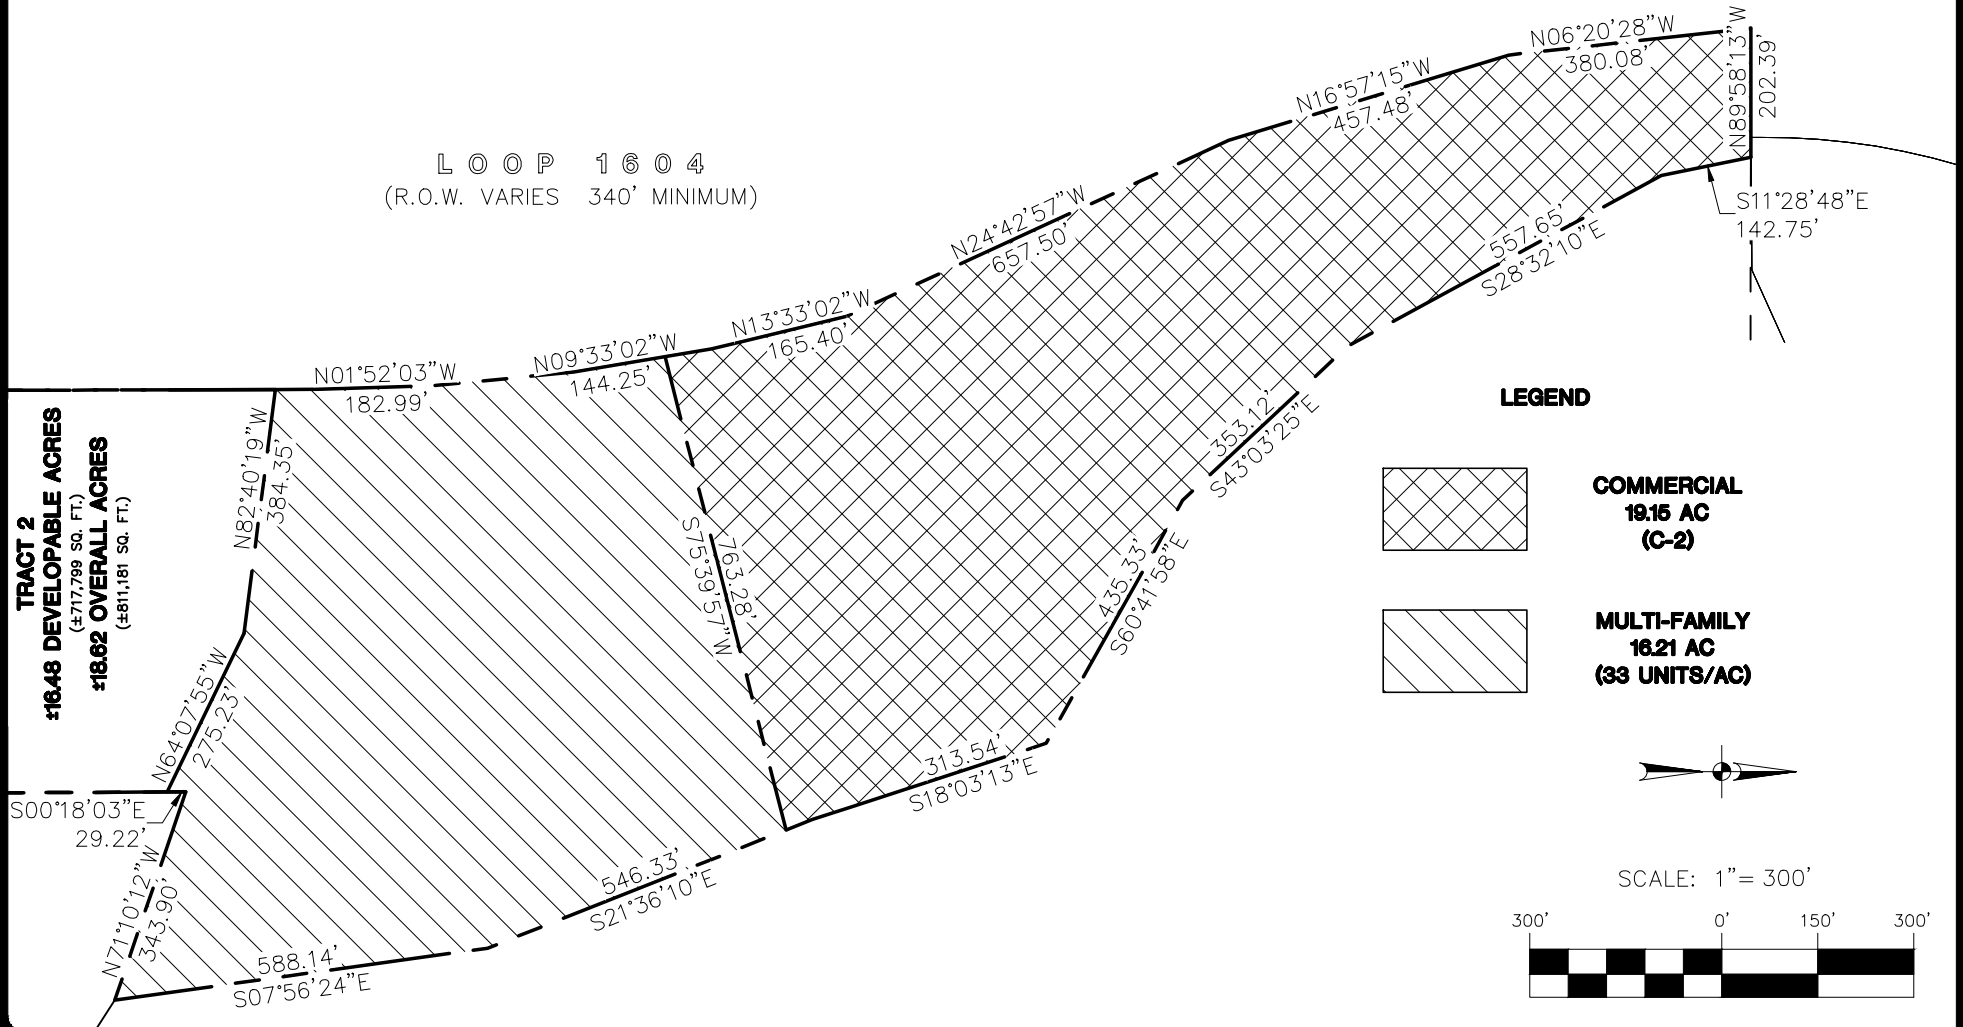 LOOP 1604
(R.O.W. VARIES 340' MINIMUM)
N06°20'28"W
380.08'
N89°58'13"W
202.39'
N16°57'15"W
457.48'
S11°28'48"E
142.75'
N24°42'57"W
657.50'
557.65'
S28°32'10"E
N13°33'02"W
165.40'
N09°33'02"W
144.25'
N01°52'03"W
182.99'
353.12'
S43°03'25"E
N82°40'19"W
384.35'
TRACT 2
±16.48 DEVELOPABLE ACRES
(±717,799 SQ. FT.)
±18.62 OVERALL ACRES
(±811,181 SQ. FT.)
763.28'
S75°39'57"W
435.33'
S60°41'58"E
N64°07'55"W
275.23'
313.54'
S18°03'13"E
S00°18'03"E
29.22'
N71°10'12"W
343.90'
546.33'
S21°36'10"E
588.14'
S07°56'24"E
LEGEND
COMMERCIAL
19.15 AC
(C-2)
MULTI-FAMILY
16.21 AC
(33 UNITS/AC)
SCALE: 1"= 300'
300' 0' 150' 300'